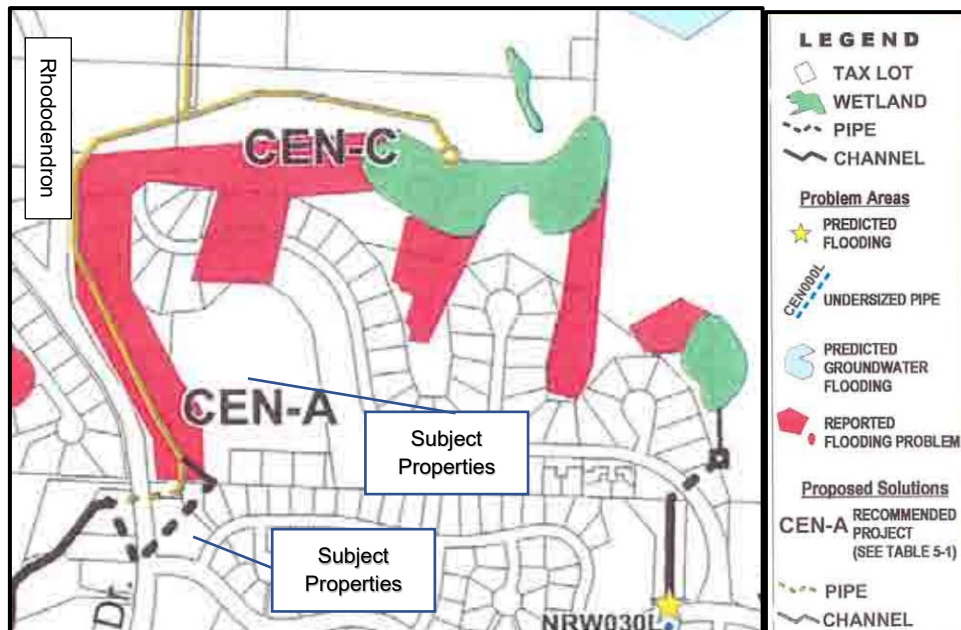 Rhododendron
CEN-C
CEN-A
Subject
Properties
Subject
Properties
Dr.
NRW030L
LEGEND
TAX LOT
WETLAND
PIPE
CHANNEL
Problem Areas
PREDICTED
FLOODING
CEN000L
UNDERSIZED PIPE
PREDICTED
GROUNDWATER
FLOODING
REPORTED
FLOODING PROBLEM
Proposed Solutions
CEN-A RECOMMENDED
PROJECT
(SEE TABLE 5-1)
PIPE
CHANNEL